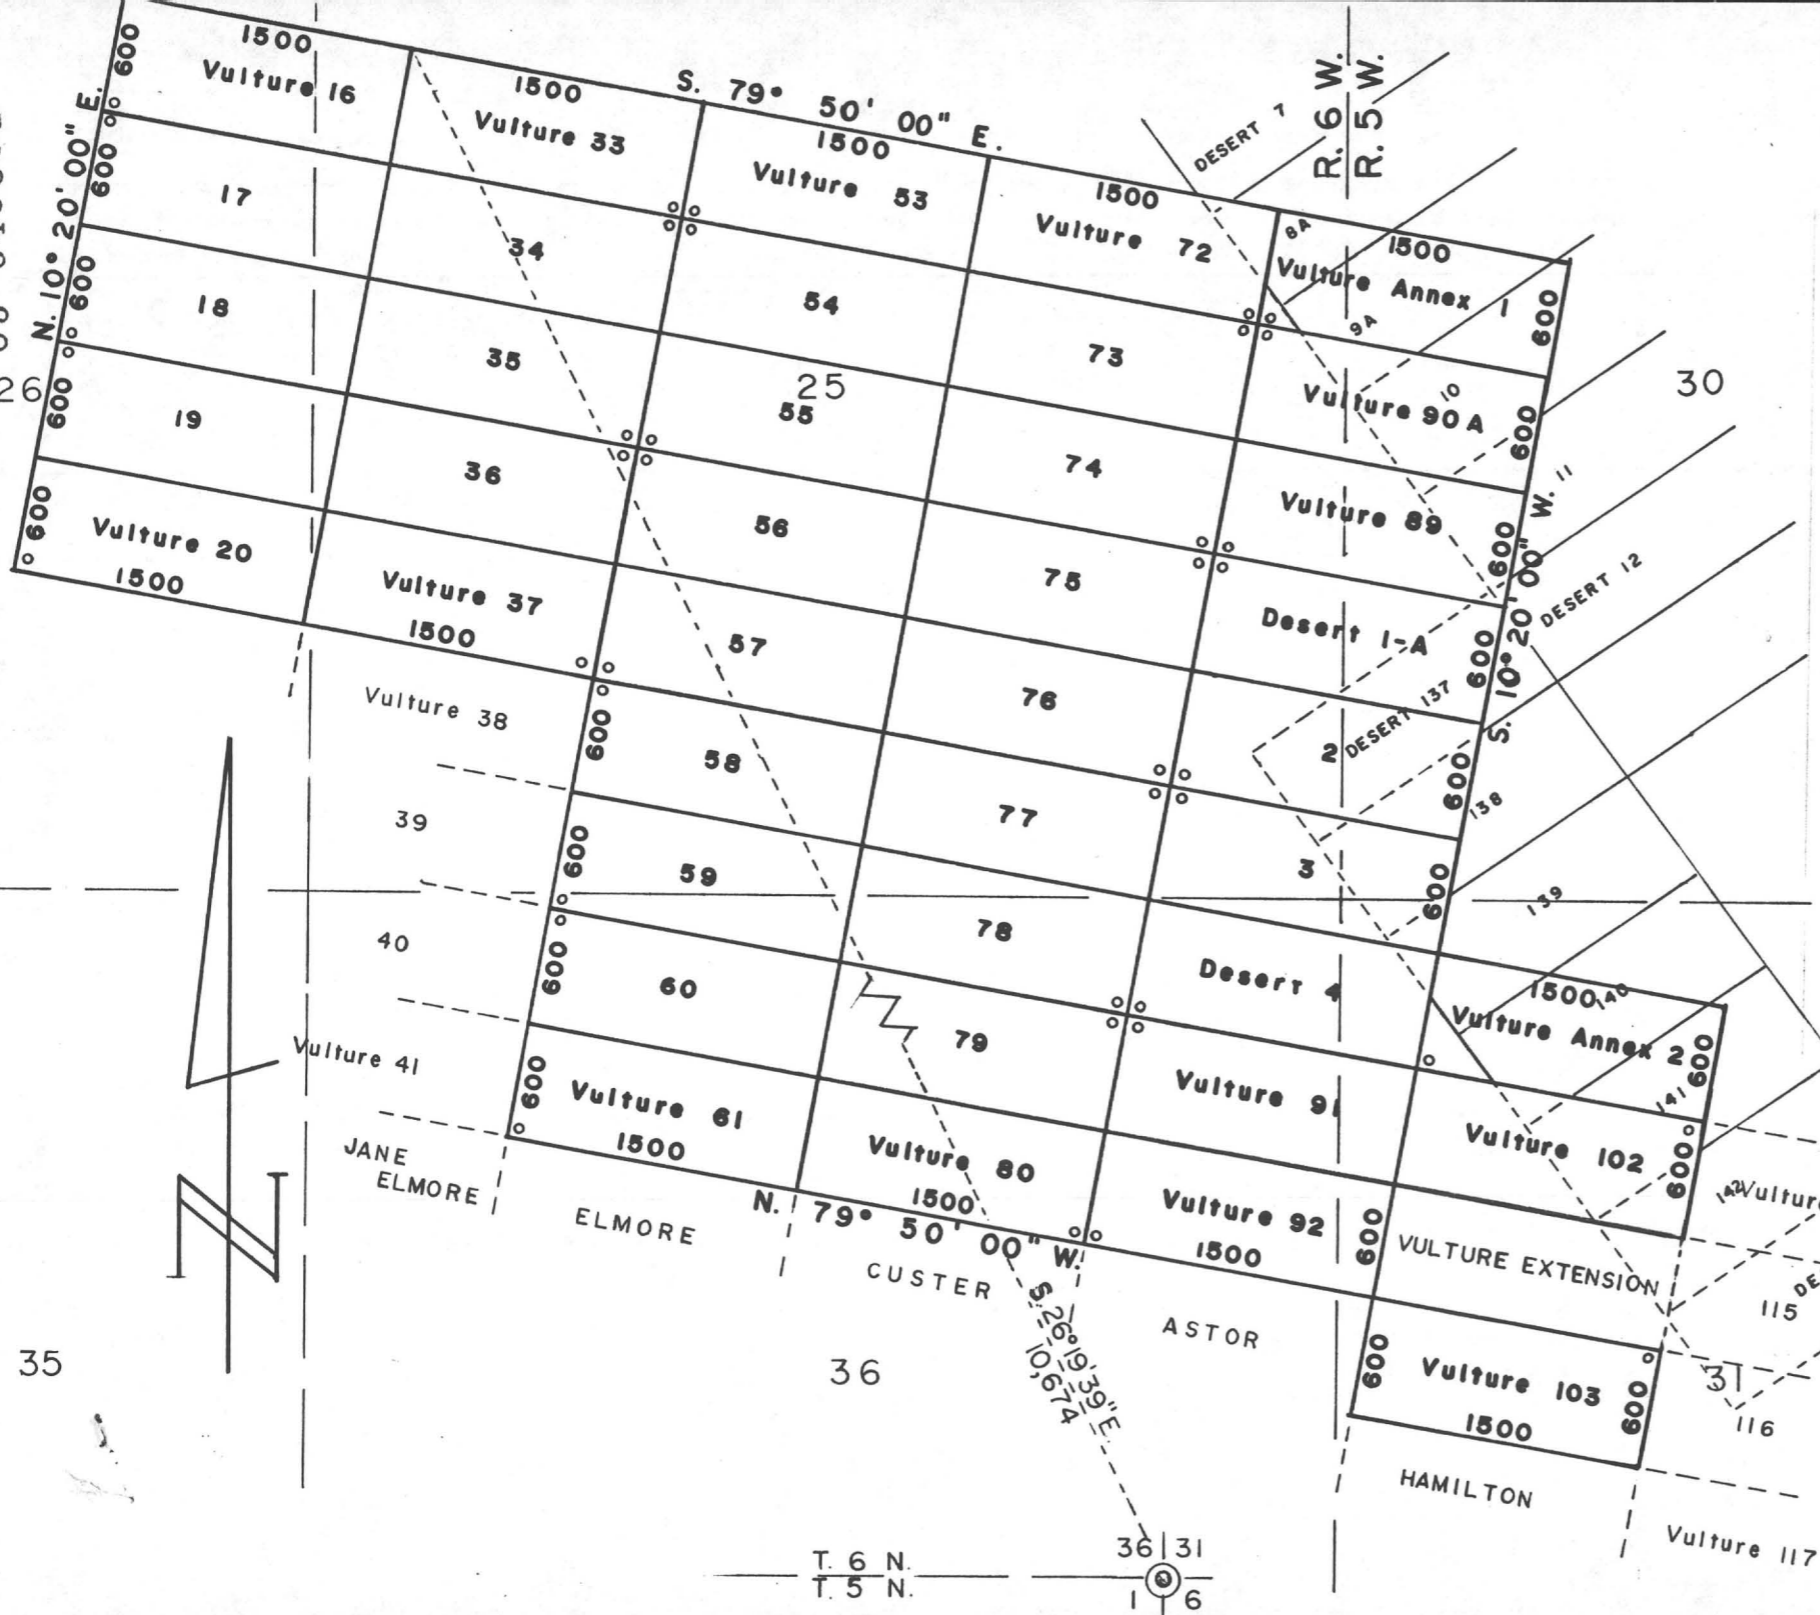 1500
S. 79° 50' 00" E.
R. 6 W.
R. 5 W.
600
Vulture 16
1500
Vulture 33
1500
Vulture 53
1500
Vulture 72
DESERT 7
8A
1500
Vulture Annex 1
600
N. 10° 20' 00" E.
600
17
34
54
73
9A
10
Vulture 90 A
600
26
25
30
600
18
35
55
74
Vulture 89
600
11
S. 10° 20' 00" W.
600
19
36
56
75
Desert 1-A
600
DESERT 12
600
Vulture 20
1500
Vulture 37
1500
57
76
2
DESERT 137
600
138
Vulture 38
600
58
77
3
600
139
39
600
59
78
Desert 4
1500
140
Vulture Annex 2
600
40
600
60
79
Vulture 91
Vulture 102
141
600
Vulture 41
600
Vulture 61
1500
Vulture 80
1500
Vulture 92
1500
600
VULTURE EXTENSION
142
Vulture
115
JANE
ELMORE
ELMORE
N. 79° 50' 00" W.
CUSTER
ASTOR
S. 26° 19' 39" E.
10,674
600
Vulture 103
1500
600
35
36
31
116
HAMILTON
Vulture 117
T. 6 N.
T. 5 N.
36 31
1 6
N